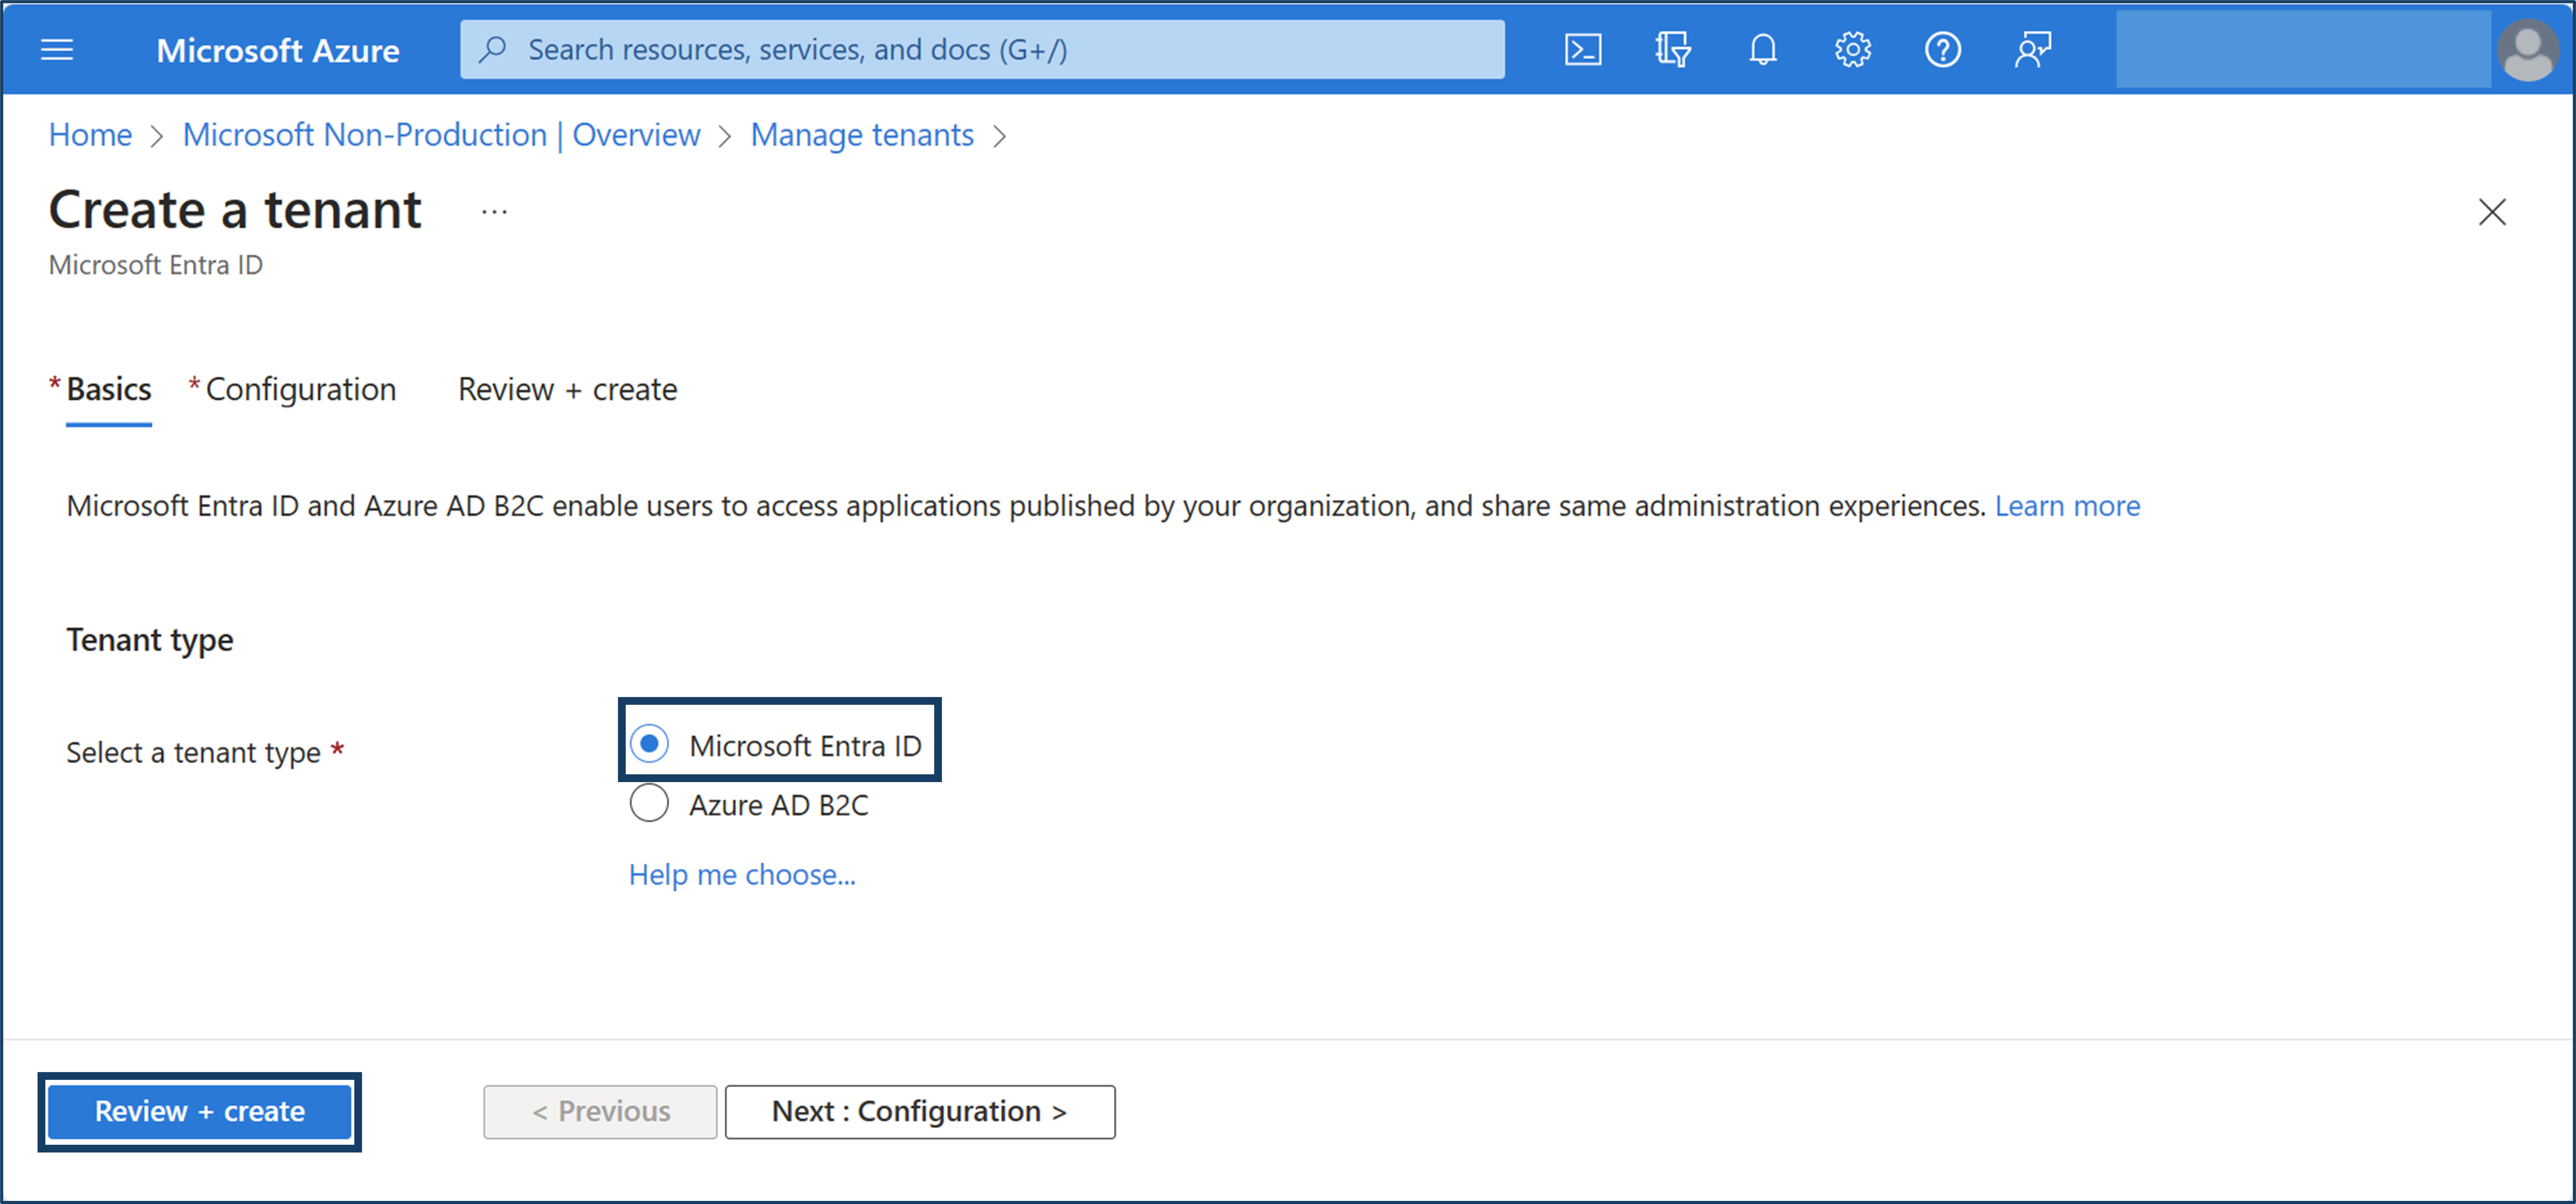 Microsoft Azure
Search resources, services, and docs (G+/)
Home > Microsoft Non-Production | Overview > Manage tenants >
Create a tenant ...
Microsoft Entra ID
* Basics * Configuration Review + create
Microsoft Entra ID and Azure AD B2C enable users to access applications published by your organization, and share same administration experiences. Learn more
Tenant type
Select a tenant type *
Microsoft Entra ID
Azure AD B2C
Help me choose...
Review + create < Previous Next : Configuration >